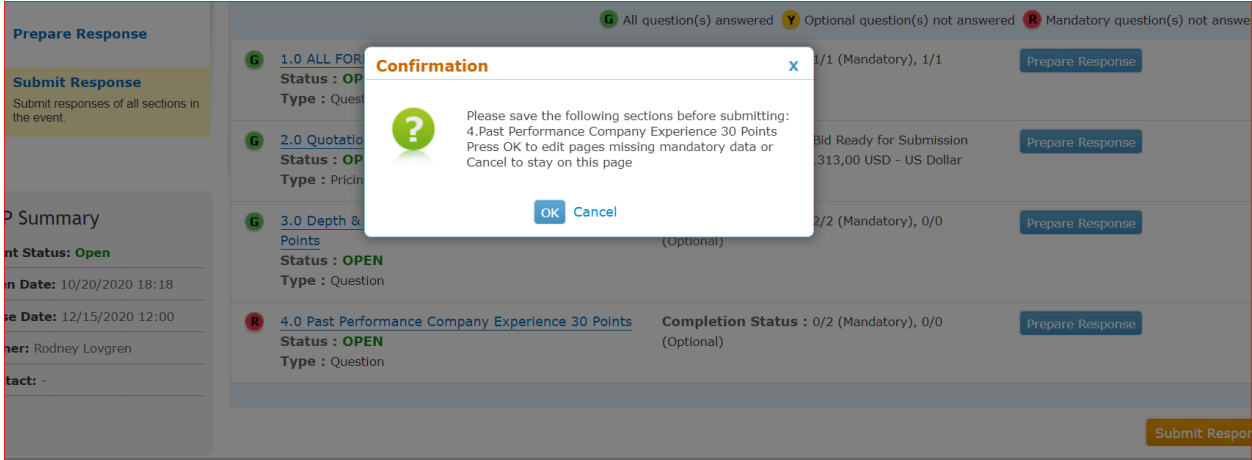 G All question(s) answered Y Optional question(s) not answered R Mandatory question(s) not
Prepare Response
Submit Response
Submit responses of all sections in
the event.
P Summary
nt Status: Open
en Date: 10/20/2020 18:18
se Date: 12/15/2020 12:00
ner: Rodney Lovgren
tact: -
G 1.0 ALL FOR 1/1 (Mandatory), 1/1 Prepare Response
Status : OP
Type : Quest
G 2.0 Quotatio Bid Ready for Submission Prepare Response
Status : OP .313,00 USD - US Dollar
Type : Pricin
G 3.0 Depth & 2/2 (Mandatory), 0/0 Prepare Response
Points (Optional)
Status : OPEN
Type : Question
R 4.0 Past Performance Company Experience 30 Points Completion Status : 0/2 (Mandatory), 0/0 Prepare Response
Status : OPEN (Optional)
Type : Question
Submit Respon
Confirmation x
Please save the following sections before submitting:
4.Past Performance Company Experience 30 Points
Press OK to edit pages missing mandatory data or
Cancel to stay on this page
OK Cancel